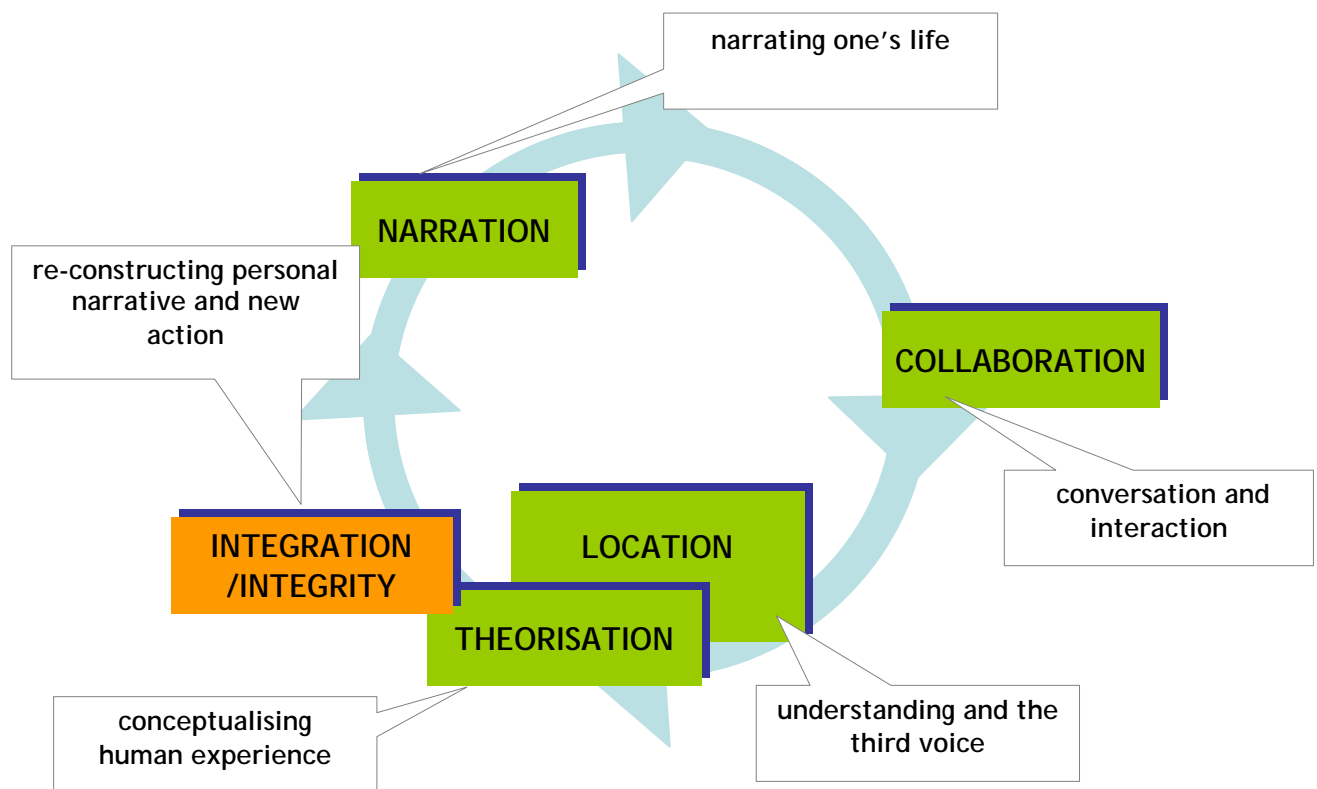 narrating one's life
NARRATION
re-constructing personal
narrative and new
action
COLLABORATION
conversation and
interaction
INTEGRATION
/INTEGRITY
LOCATION
THEORISATION
understanding and the
third voice
conceptualising
human experience